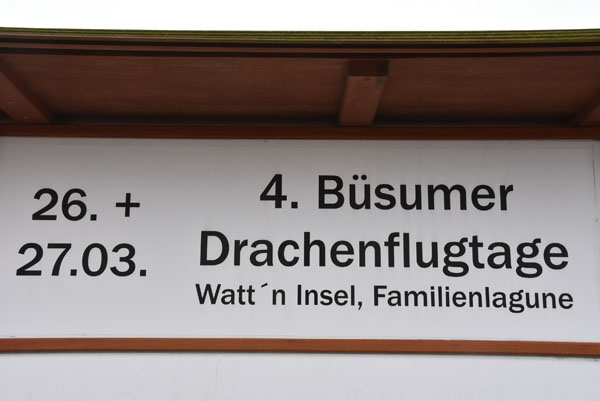 26. +
27.03.
4. Büsumer
Drachenflugtage
Watt´n Insel, Familienlagune